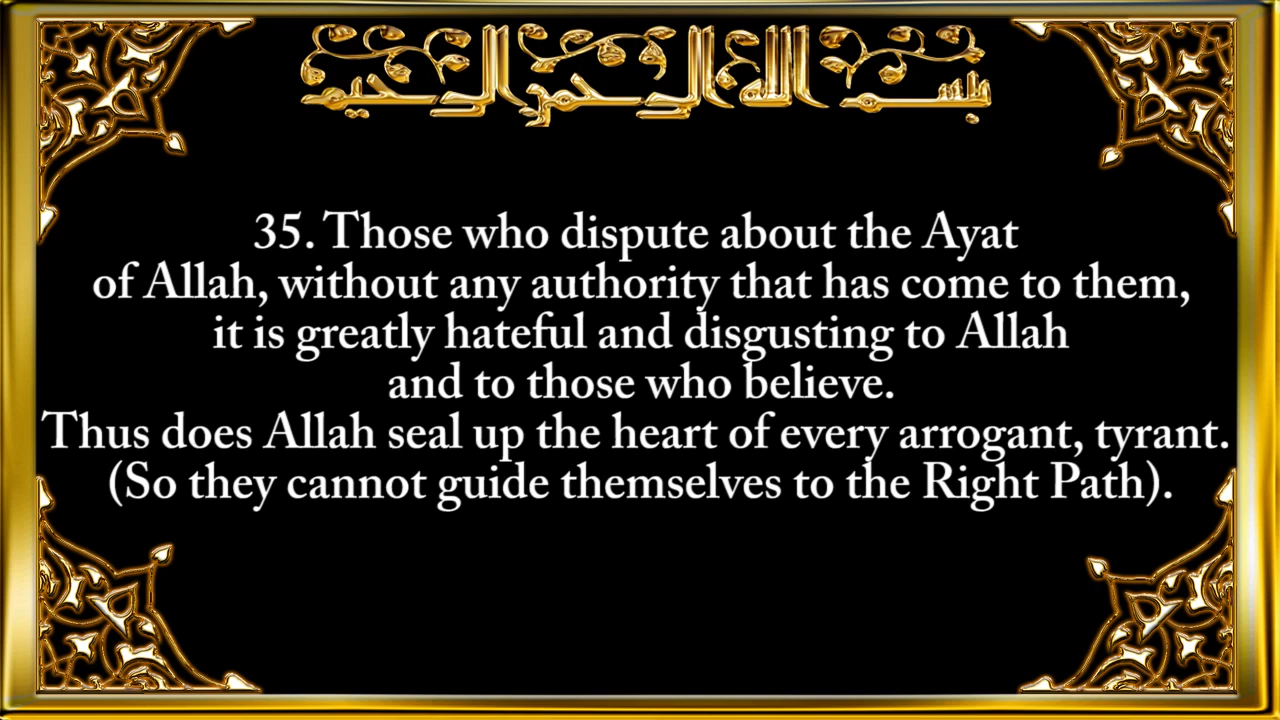 بسم الله الرحمن الرحيم
35. Those who dispute about the Ayat
of Allah, without any authority that has come to them,
it is greatly hateful and disgusting to Allah
and to those who believe.
Thus does Allah seal up the heart of every arrogant, tyrant.
(So they cannot guide themselves to the Right Path).